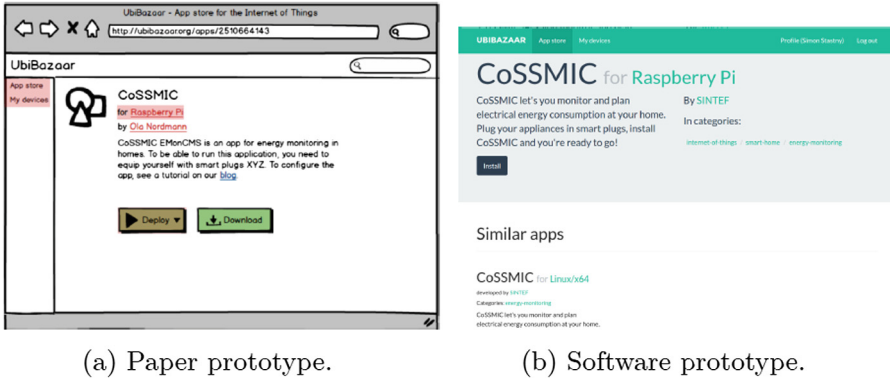 UbiBazaar - App store for the Internet of Things
http://ubibazaar.org/apps/2510664143
UbiBazaar
App store
My devices
CoSSMIC
for Raspberry Pi
by Ola Nordmann
CoSSMIC EMonCMS is an app for energy monitoring in
homes. To be able to run this application, you need to
equip yourself with smart plugs XYZ. To configure the
app, see a tutorial on our blog.
Deploy
Download
(a) Paper prototype.
UBIBAZAAR App store My devices Profile (Simon Stastny) Log out
CoSSMIC for Raspberry Pi
CoSSMIC let's you monitor and plan
electrical energy consumption at your home.
Plug your appliances in smart plugs, install
CoSSMIC and you're ready to go!
By SINTEF
In categories:
internet-of-things / smart-home / energy-monitoring
Install
Similar apps
CoSSMIC for Linux/x64
developed by SINTEF
Categories: energy-monitoring
CoSSMIC let's you monitor and plan
electrical energy consumption at your home.
(b) Software prototype.